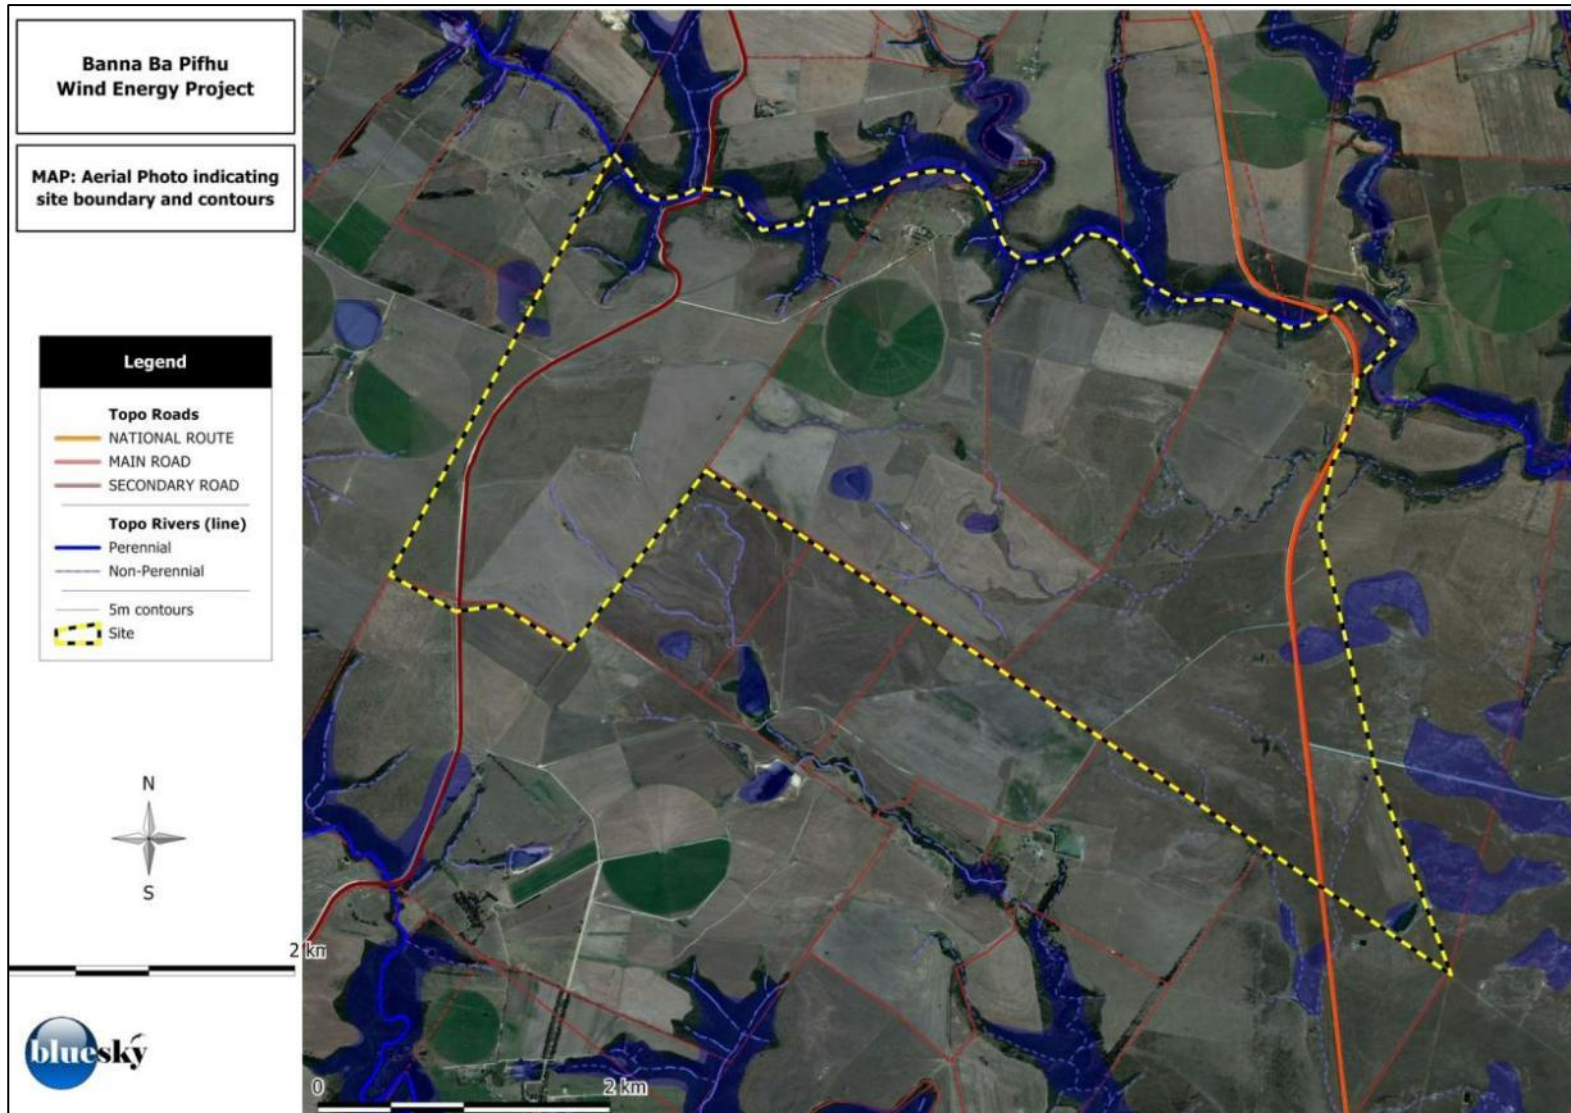 Banna Ba Pifhu
Wind Energy Project
MAP: Aerial Photo indicating
site boundary and contours
Legend
Topo Roads
NATIONAL ROUTE
MAIN ROAD
SECONDARY ROAD
Topo Rivers (line)
Perennial
Non-Perennial
5m contours
Site
N
S
2 km
bluesky
0 2 km